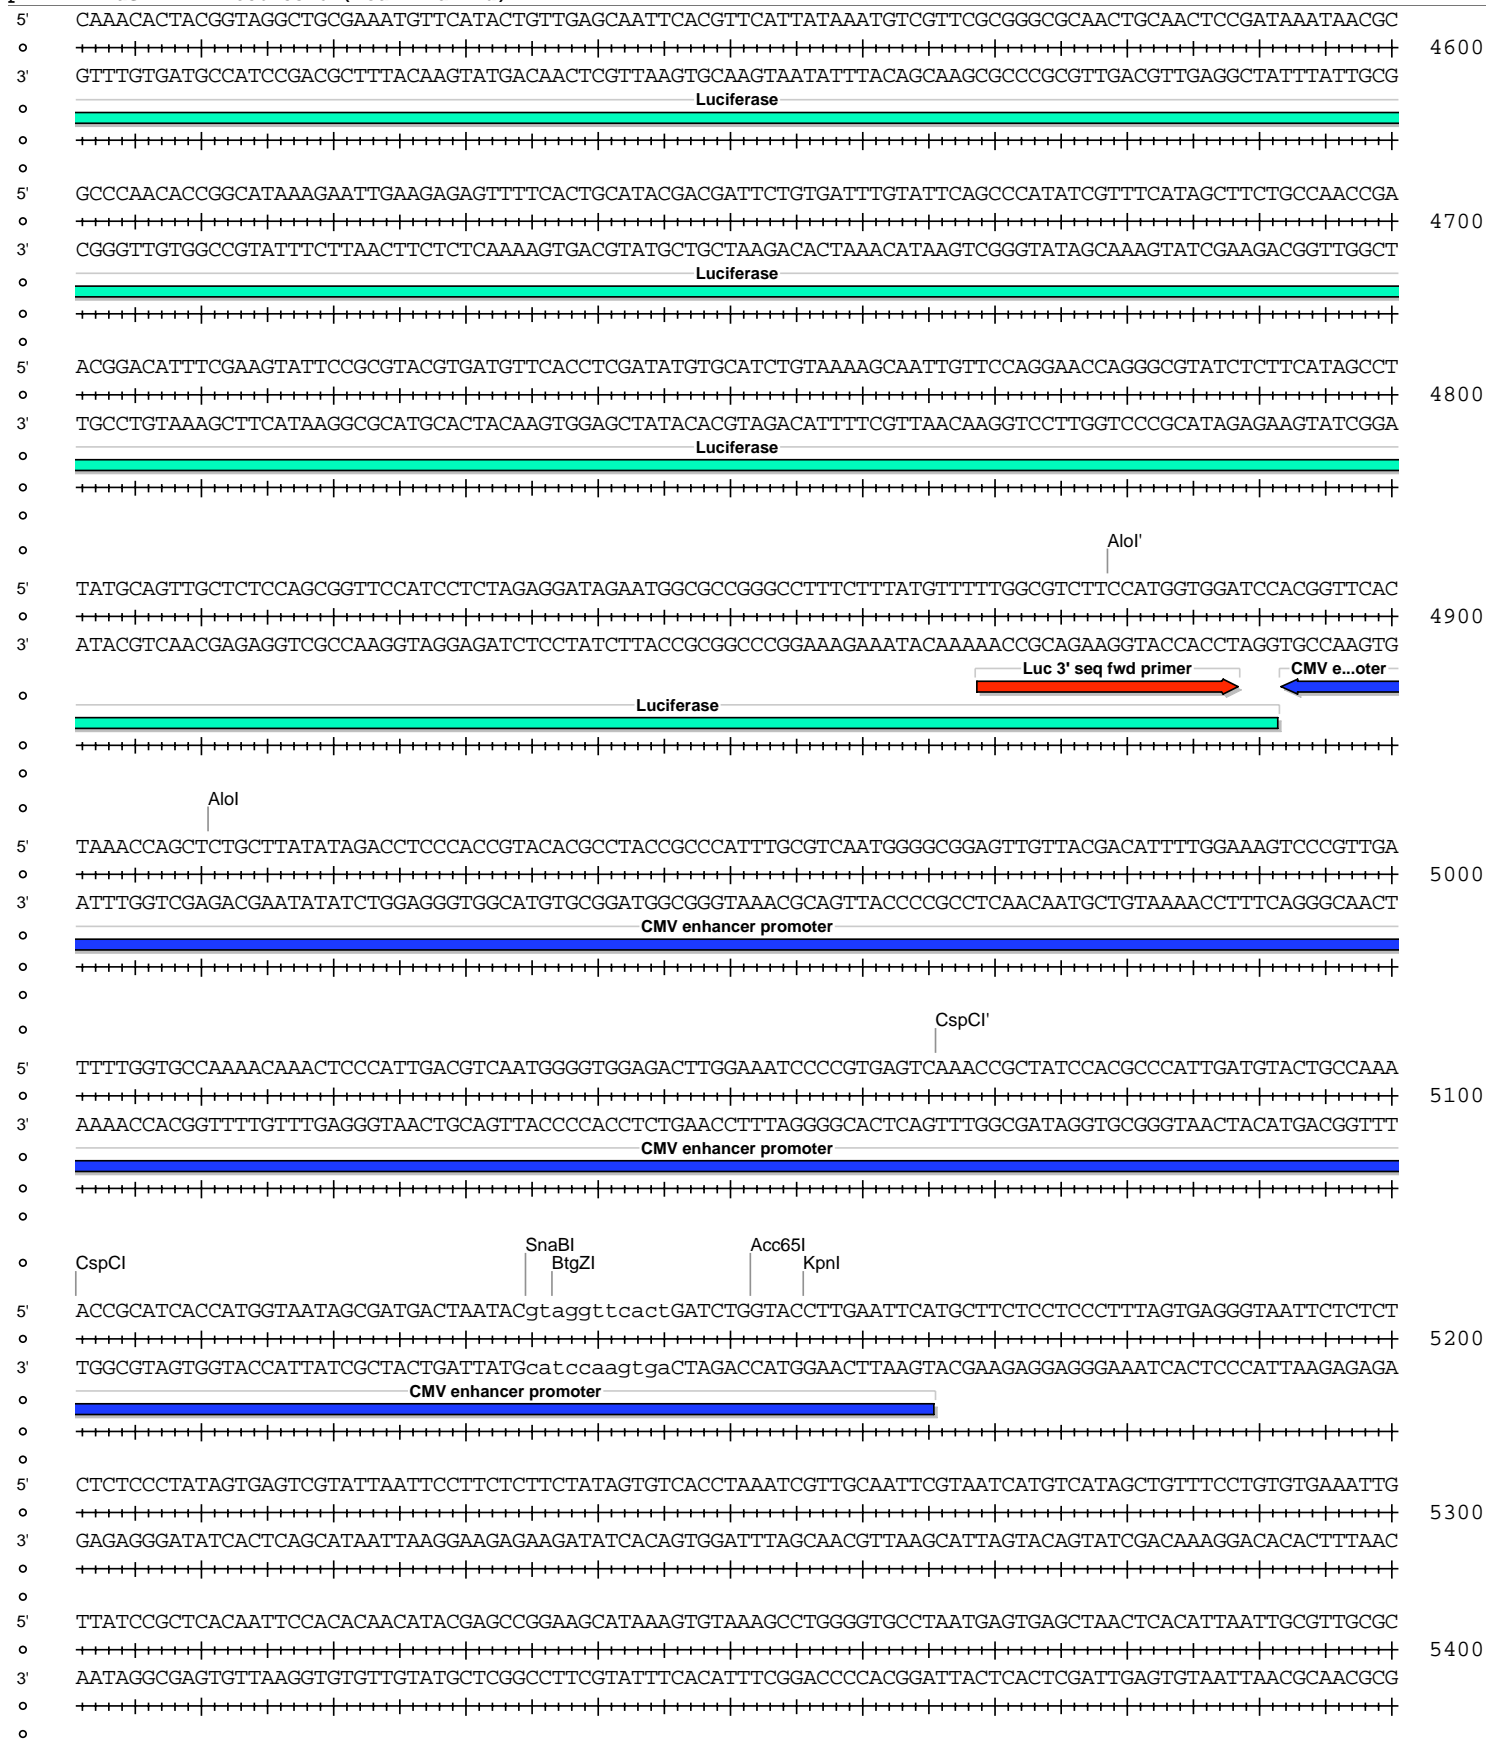 5' CAAACACTACGGTAGGCTGCGAAATGTTCATACTGTTGAGCAATTCACGTTCATTATAAATGTCGTTCGCGGGCGCAACTGCAACTCCGATAAATAACGC
4600
3' GTTTGTGATGCCATCCGACGCTTTACAAGTATGACAACTCGTTAAGTGCAAGTAATATTTACAGCAAGCGCCCGCGTTGACGTTGAGGCTATTTATTGCG
Luciferase
5' GCCCAACACCGGCATAAAGAATTGAAGAGAGTTTTCACTGCATACGACGATTCTGTGATTTGTATTCAGCCCATATCGTTTCATAGCTTCTGCCAACCGA
4700
3' CGGGTTGTGGCCGTATTTCTTAACTTCTCTCAAAAGTGACGTATGCTGCTAAGACACTAAACATAAGTCGGGTATAGCAAAGTATCGAAGACGGTTGGCT
Luciferase
5' ACGGACATTTCGAAGTATTCCGCGTACGTGATGTTCACCTCGATATGTGCATCTGTAAAAGCAATTGTTCCAGGAACCAGGGCGTATCTCTTCATAGCCT
4800
3' TGCCTGTAAAGCTTCATAAGGCGCATGCACTACAAGTGGAGCTATACACGTAGACATTTTCGTTAACAAGGTCCTTGGTCCCGCATAGAGAAGTATCGGA
Luciferase
AloI'
5' TATGCAGTTGCTCTCCAGCGGTTCCATCCTCTAGAGGATAGAATGGCGCCGGGCCTTTCTTTATGTTTTTGGCGTCTTCCATGGTGGATCCACGGTTCAC
4900
3' ATACGTCAACGAGAGGTCGCCAAGGTAGGAGATCTCCTATCTTACCGCGGCCCGGAAAGAAATACAAAAACCGCAGAAGGTACCACCTAGGTGCCAAGTG
Luc 3' seq fwd primer CMV e...oter
Luciferase
AloI
5' TAAACCAGCTCTGCTTATATAGACCTCCCACCGTACACGCCTACCGCCCATTTGCGTCAATGGGGCGGAGTTGTTACGACATTTTGGAAAGTCCCGTTGA
5000
3' ATTTGGTCGAGACGAATATATCTGGAGGGTGGCATGTGCGGATGGCGGGTAAACGCAGTTACCCCGCCTCAACAATGCTGTAAAACCTTTCAGGGCAACT
CMV enhancer promoter
CspCI'
5' TTTTGGTGCCAAAACAAACTCCCATTGACGTCAATGGGGTGGAGACTTGGAAATCCCCGTGAGTCAAACCGCTATCCACGCCCATTGATGTACTGCCAAA
5100
3' AAAACCACGGTTTTGTTTGAGGGTAACTGCAGTTACCCCACCTCTGAACCTTTAGGGGCACTCAGTTTGGCGATAGGTGCGGGTAACTACATGACGGTTT
CMV enhancer promoter
SnaBI Acc65I
CspCI BtgZI KpnI
5' ACCGCATCACCATGGTAATAGCGATGACTAATACgtaggttcactGATCTGGTACCTTGAATTCATGCTTCTCCTCCCTTTAGTGAGGGTAATTCTCTCT
5200
3' TGGCGTAGTGGTACCATTATCGCTACTGATTATGcatccaagtgaCTAGACCATGGAACTTAAGTACGAAGAGGAGGGAAATCACTCCCATTAAGAGAGA
CMV enhancer promoter
5' CTCTCCCTATAGTGAGTCGTATTAATTCCTTCTCTTCTATAGTGTCACCTAAATCGTTGCAATTCGTAATCATGTCATAGCTGTTTCCTGTGTGAAATTG
5300
3' GAGAGGGATATCACTCAGCATAATTAAGGAAGAGAAGATATCACAGTGGATTTAGCAACGTTAAGCATTAGTACAGTATCGACAAAGGACACACTTTAAC
5' TTATCCGCTCACAATTCCACACAACATACGAGCCGGAAGCATAAAGTGTAAAGCCTGGGGTGCCTAATGAGTGAGCTAACTCACATTAATTGCGTTGCGC
5400
3' AATAGGCGAGTGTTAAGGTGTGTTGTATGCTCGGCCTTCGTATTTCACATTTCGGACCCCACGGATTACTCACTCGATTGAGTGTAATTAACGCAACGCG